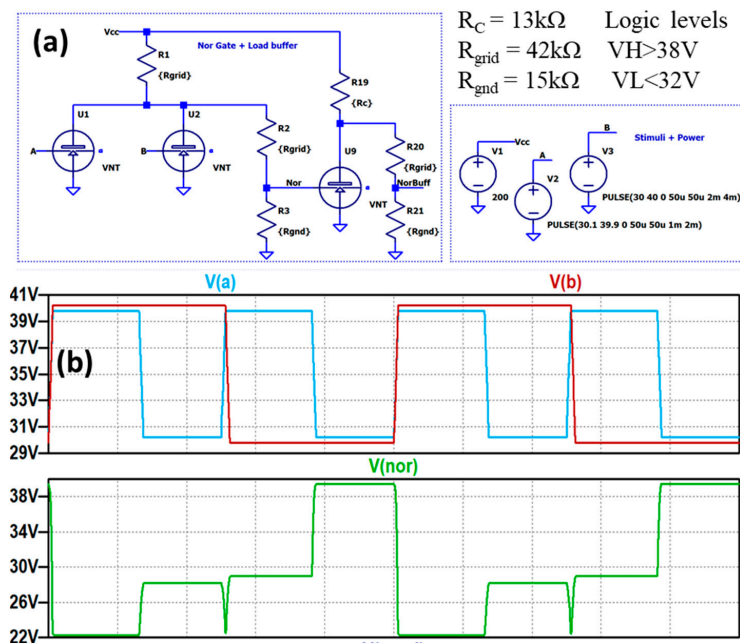 (a)
Vcc
Nor Gate + Load buffer
R1
{Rgrid}
R19
{Rc}
U1
U2
A
B
VNT
VNT
R2
{Rgrid}
U9
R20
{Rgrid}
Nor
NorBuff
VNT
R3
{Rgnd}
R21
{Rgnd}
R_C = 13kΩ Logic levels
R_grid = 42kΩ VH>38V
R_gnd = 15kΩ VL<32V
B
Stimuli + Power
V1
Vcc
A
V3
V2
200
PULSE(30 40 0 50u 50u 2m 4m)
PULSE(30.1 39.9 0 50u 50u 1m 2m)
V(a) V(b)
41V
39V
37V
35V
33V
31V
29V
(b)
V(nor)
38V
34V
30V
26V
22V